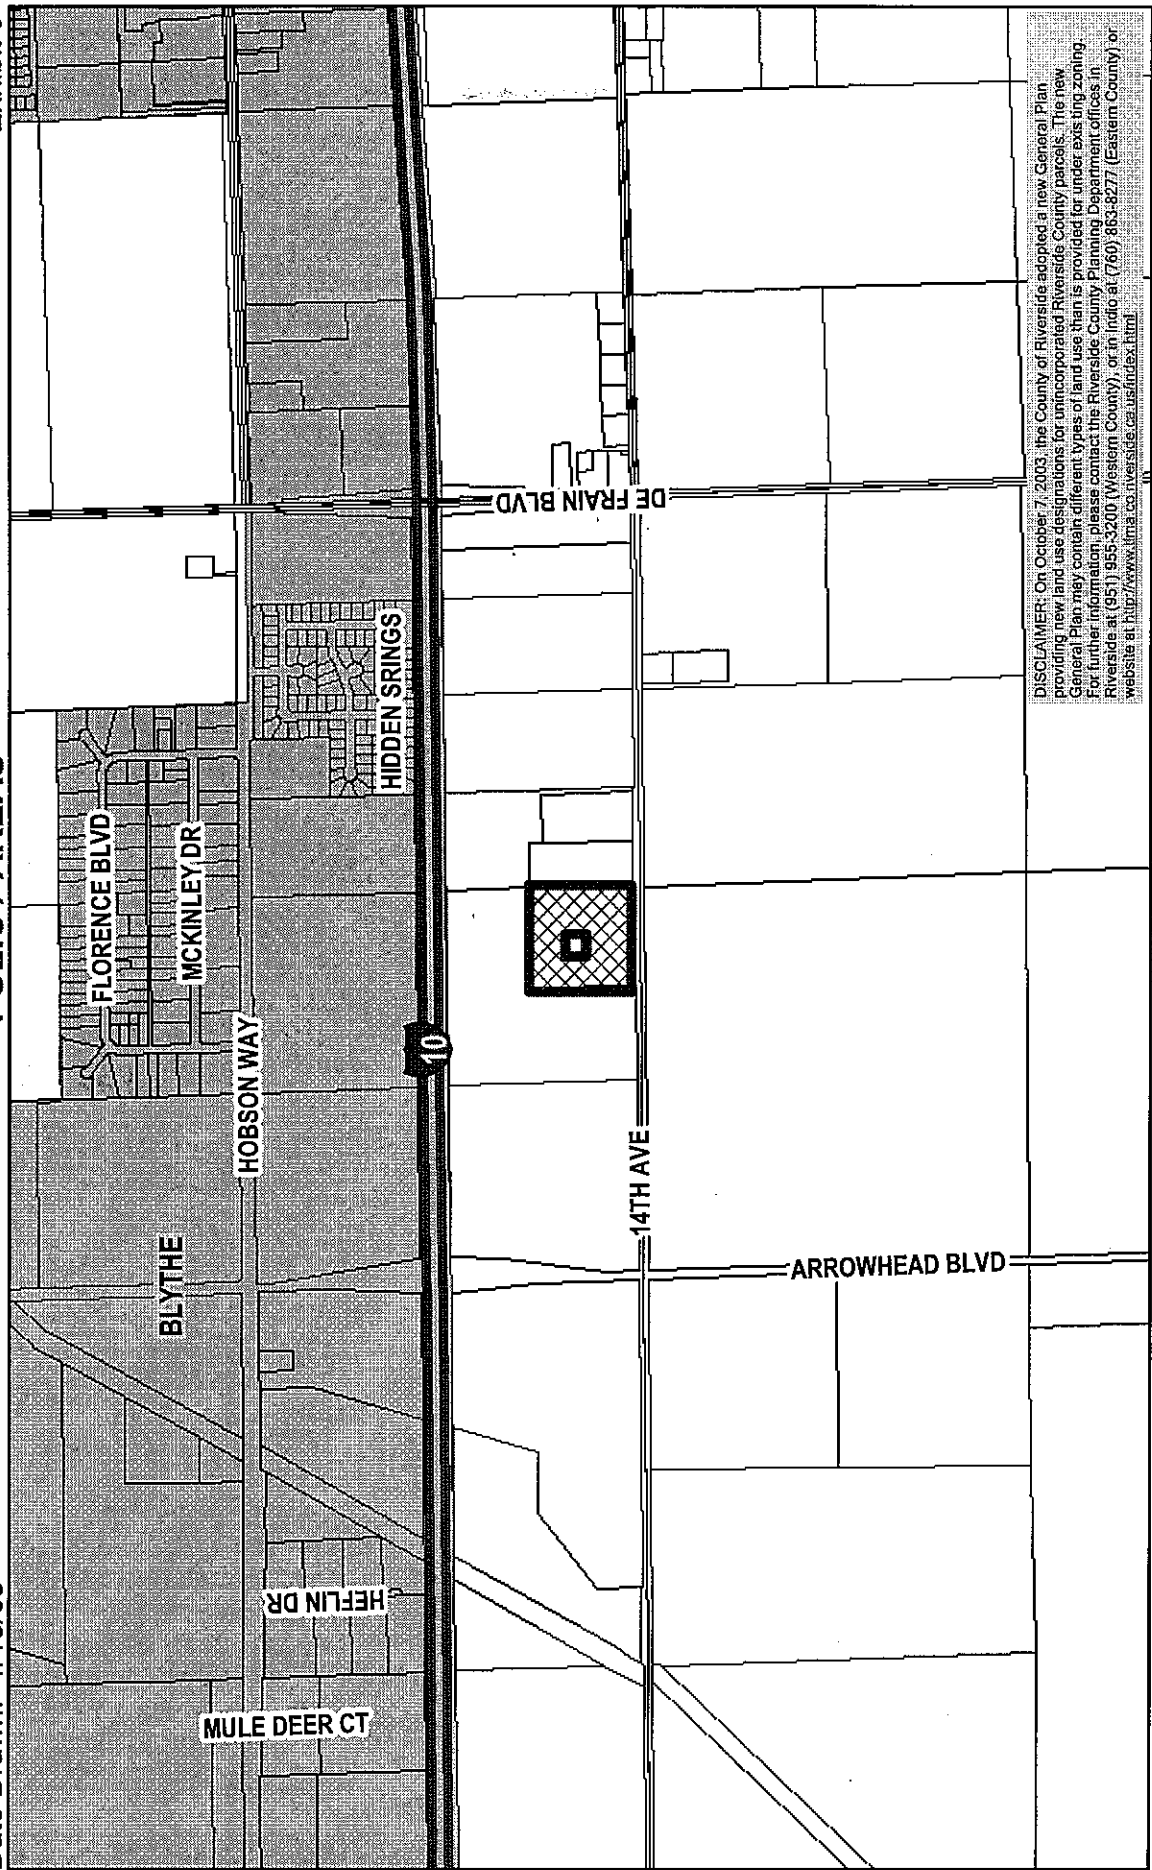 FLORENCE BLVD
MCKINLEY DR
HOBSON WAY
BLYTHE
HIDDEN SRINGS
DE FRAIN BLVD
10
14TH AVE
ARROWHEAD BLVD
HEFLIN DR
MULE DEER CT
DISCLAIMER: On October 7, 2003, the County of Riverside adopted a new General Plan
providing new land use designations for unincorporated Riverside County parcels. The new
General Plan may contain different types of land use than is provided for under existing zoning.
For further information, please contact the Riverside County Planning Department offices in
Riverside at (951) 955-3200 (Western County), or in Indio at (760) 863-8277 (Eastern County) or
website at http://www.tlma.co.riverside.ca.us/index.html